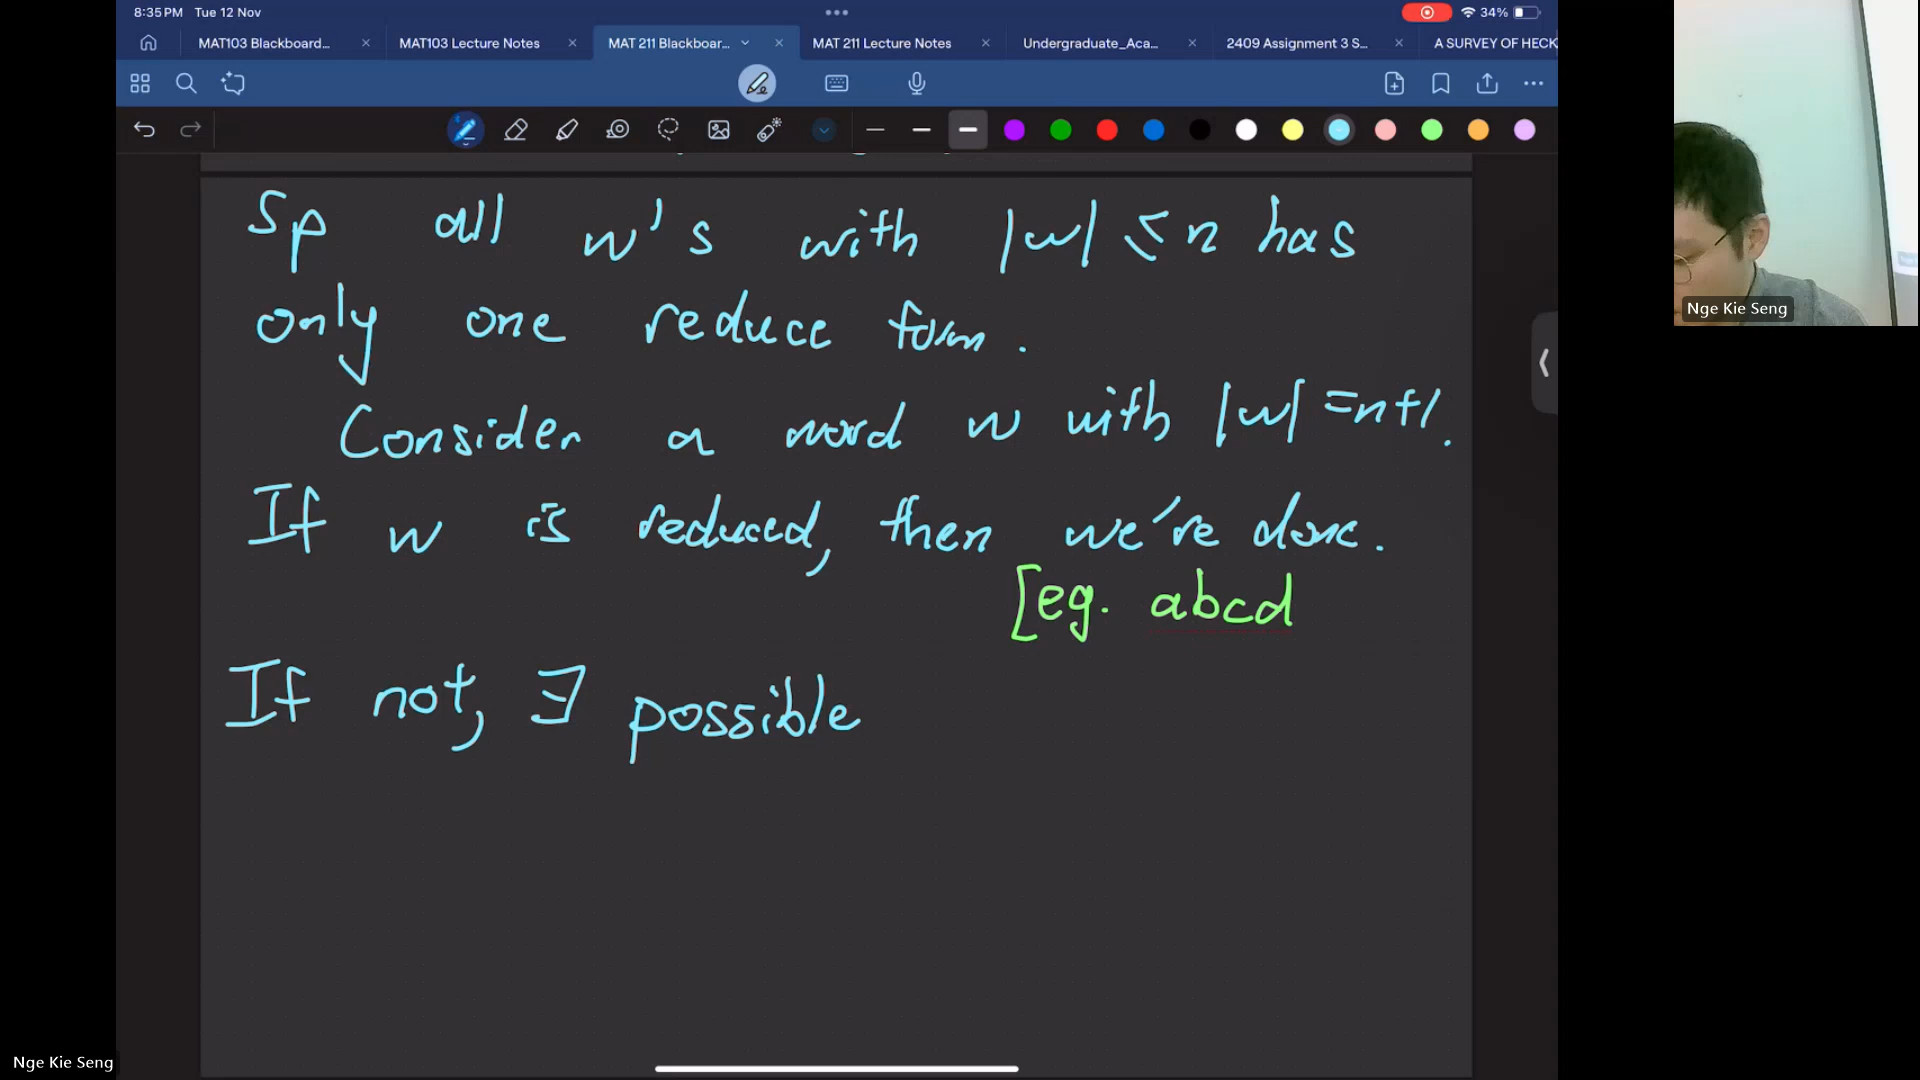 8:35 PM Tue 12 Nov
34%
MAT103 Blackboard...
MAT103 Lecture Notes
MAT 211 Blackboar...
MAT 211 Lecture Notes
Undergraduate_Aca...
2409 Assignment 3 S...
A SURVEY OF HECK
Sp all w's with |w| ≤ n has
only one reduce form.
Consider a word w with |w| = n+1.
If w is reduced, then we're done.
[eg. abcd
If not, ∃ possible
Nge Kie Seng
Nge Kie Seng